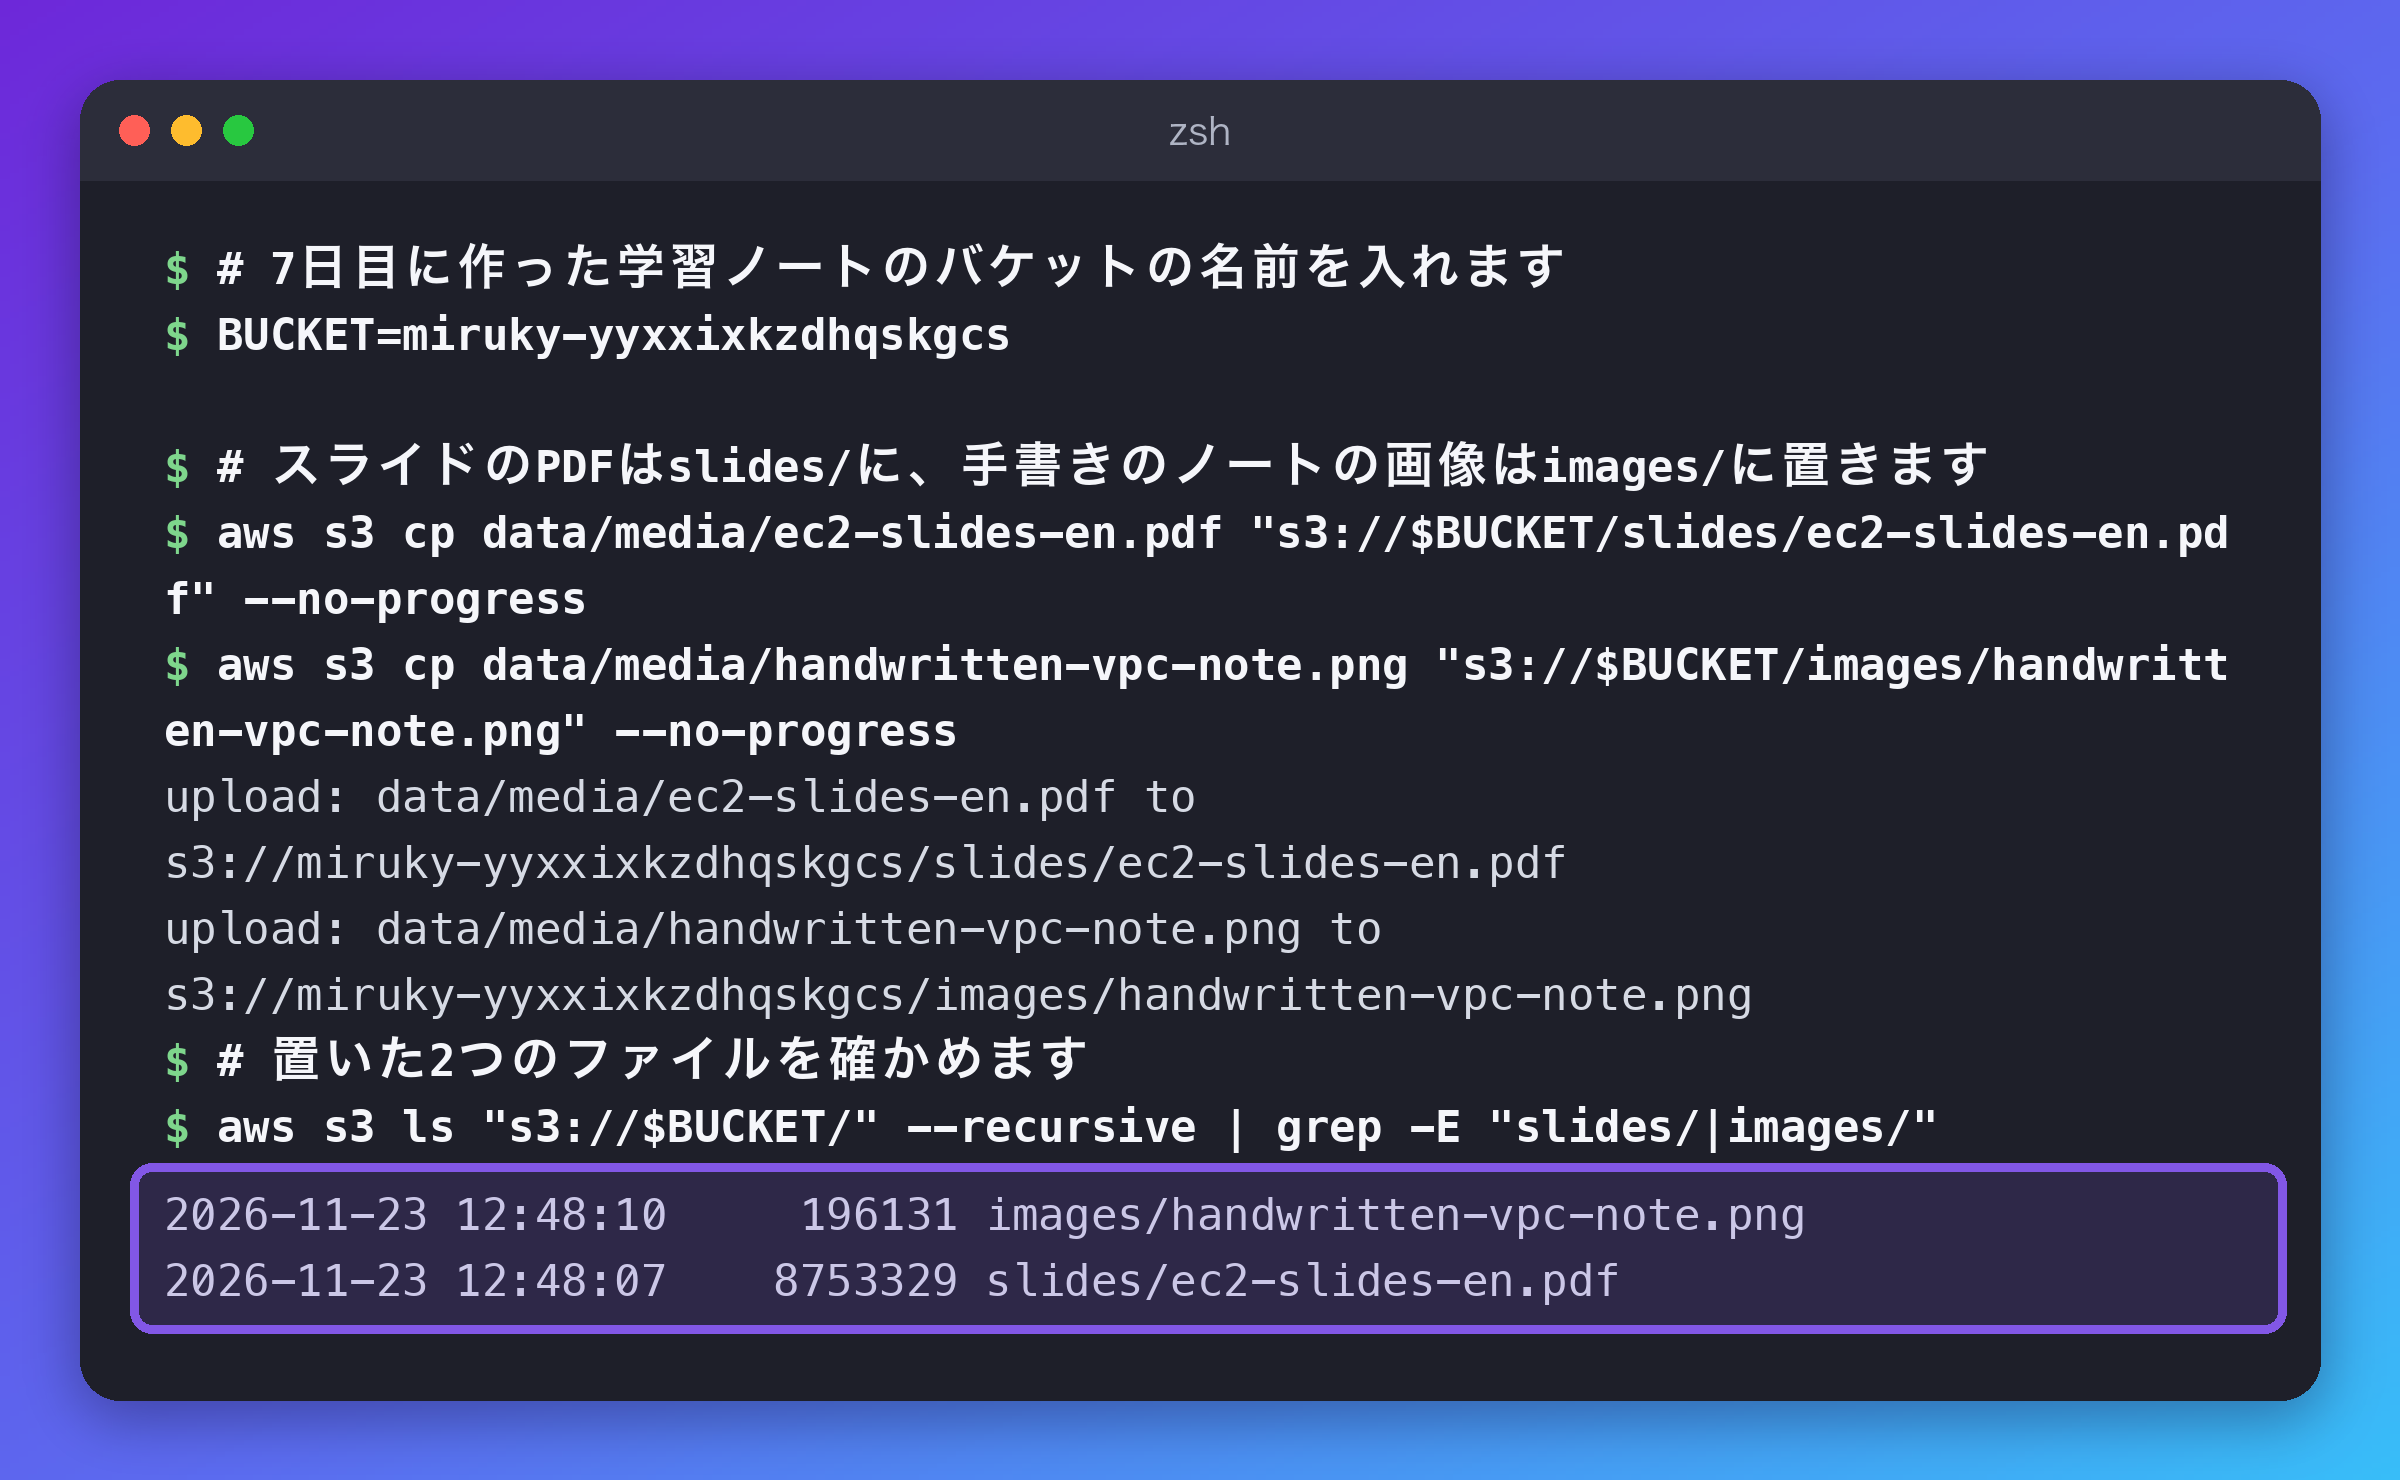 zsh
$ # 7日目に作った学習ノートのバケットの名前を入れます
$ BUCKET=miruky-yyxxixkzdhqskgcs
$ # スライドのPDFはslides/に、手書きのノートの画像はimages/に置きます
$ aws s3 cp data/media/ec2-slides-en.pdf "s3://$BUCKET/slides/ec2-slides-en.pd
f" --no-progress
$ aws s3 cp data/media/handwritten-vpc-note.png "s3://$BUCKET/images/handwritt
en-vpc-note.png" --no-progress
upload: data/media/ec2-slides-en.pdf to
s3://miruky-yyxxixkzdhqskgcs/slides/ec2-slides-en.pdf
upload: data/media/handwritten-vpc-note.png to
s3://miruky-yyxxixkzdhqskgcs/images/handwritten-vpc-note.png
$ # 置いた2つのファイルを確かめます
$ aws s3 ls "s3://$BUCKET/" --recursive | grep -E "slides/|images/"
2026-11-23 12:48:10     196131 images/handwritten-vpc-note.png
2026-11-23 12:48:07    8753329 slides/ec2-slides-en.pdf